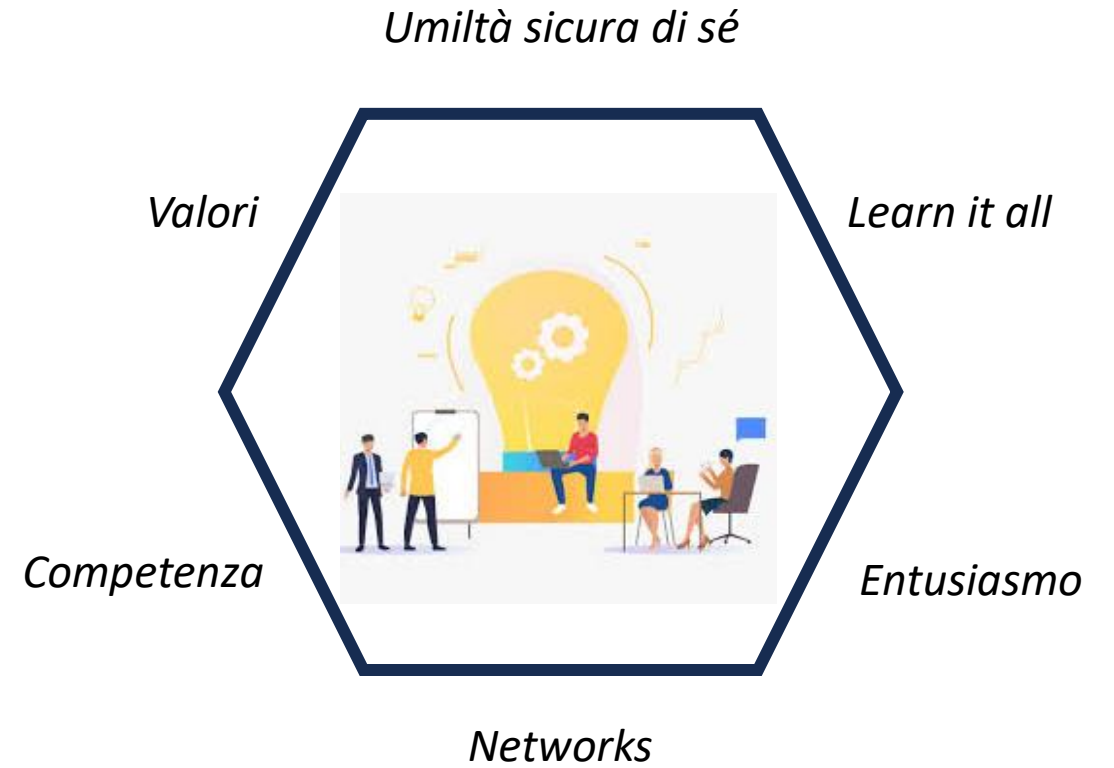 Umiltà sicura di sé
Valori
Learn it all
Competenza
Entusiasmo
Networks